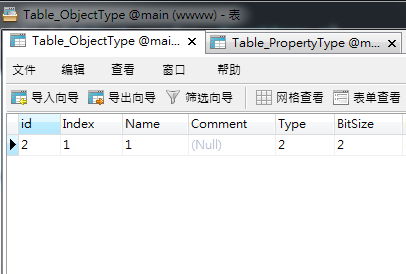 Table_ObjectType @main (wwww) - 表
Table_ObjectType @mai... Table_PropertyType @m...
文件 编辑 查看 窗口 帮助
导入向导 导出向导 筛选向导 网格查看 表单查看
id Index Name Comment Type BitSize
2 1 1 (Null) 2 2